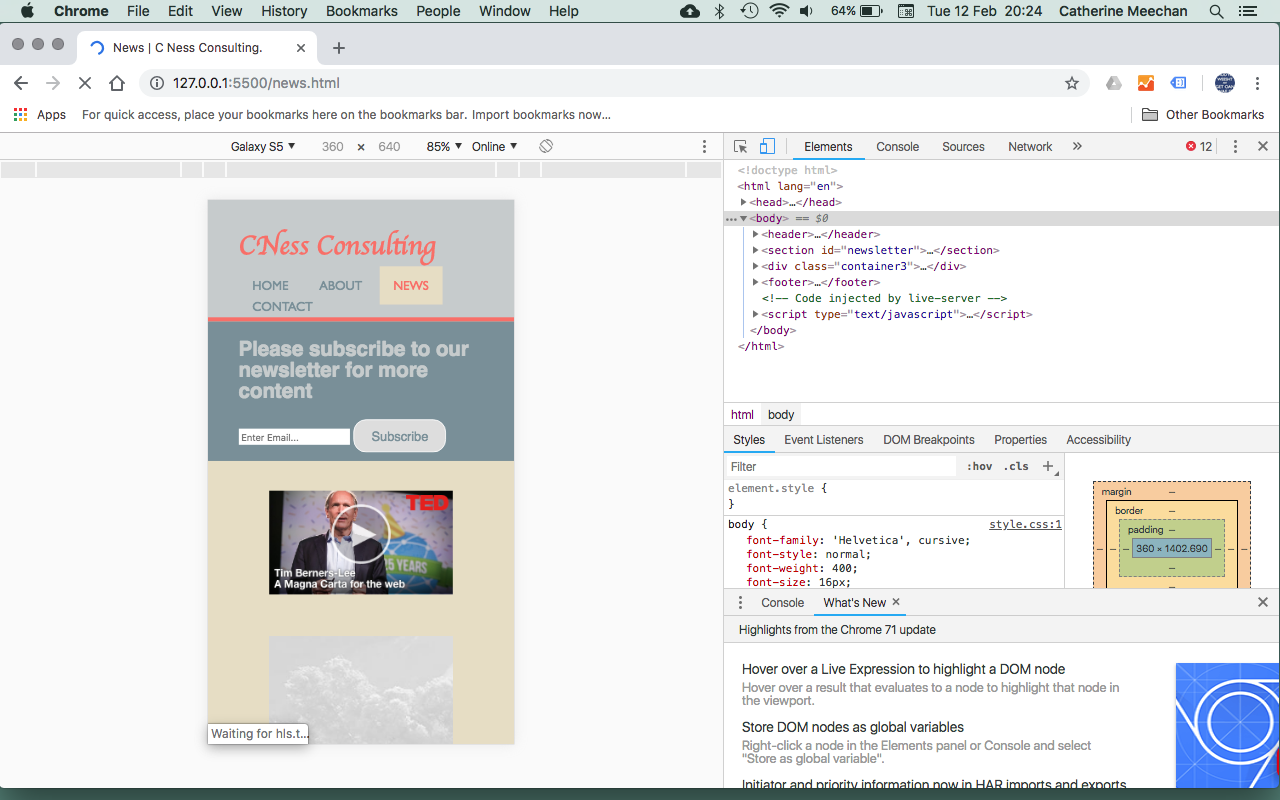 Chrome File Edit View History Bookmarks People Window Help 64% Tue 12 Feb 20:24 Catherine Meechan
News | C Ness Consulting.
127.0.0.1:5500/news.html
Apps For quick access, place your bookmarks here on the bookmarks bar. Import bookmarks now... Other Bookmarks
Galaxy S5 ▼ 360 × 640 85% ▼ Online ▼
Elements Console Sources Network » 12
<!doctype html>
<html lang="en">
<head>…</head>
<body> == $0
<header>…</header>
<section id="newsletter">…</section>
<div class="container3">…</div>
<footer>…</footer>
<!-- Code injected by live-server -->
<script type="text/javascript">…</script>
</body>
</html>
html body
Styles Event Listeners DOM Breakpoints Properties Accessibility
Filter :hov .cls +
element.style {
}
body { style.css:1
font-family: 'Helvetica', cursive;
font-style: normal;
font-weight: 400;
font-size: 16px;
margin –
border –
padding –
360 × 1402.690
Console What's New ×
Highlights from the Chrome 71 update
Hover over a Live Expression to highlight a DOM node
Hover over a result that evaluates to a node to highlight that node in
the viewport.
Store DOM nodes as global variables
Right-click a node in the Elements panel or Console and select
"Store as global variable".
Initiator and priority information now in HAR imports and exports
CNess Consulting
HOME ABOUT NEWS
CONTACT
Please subscribe to our
newsletter for more
content
Enter Email... Subscribe
TED
25 YEARS
Tim Berners-Lee
A Magna Carta for the web
Waiting for hls.t...